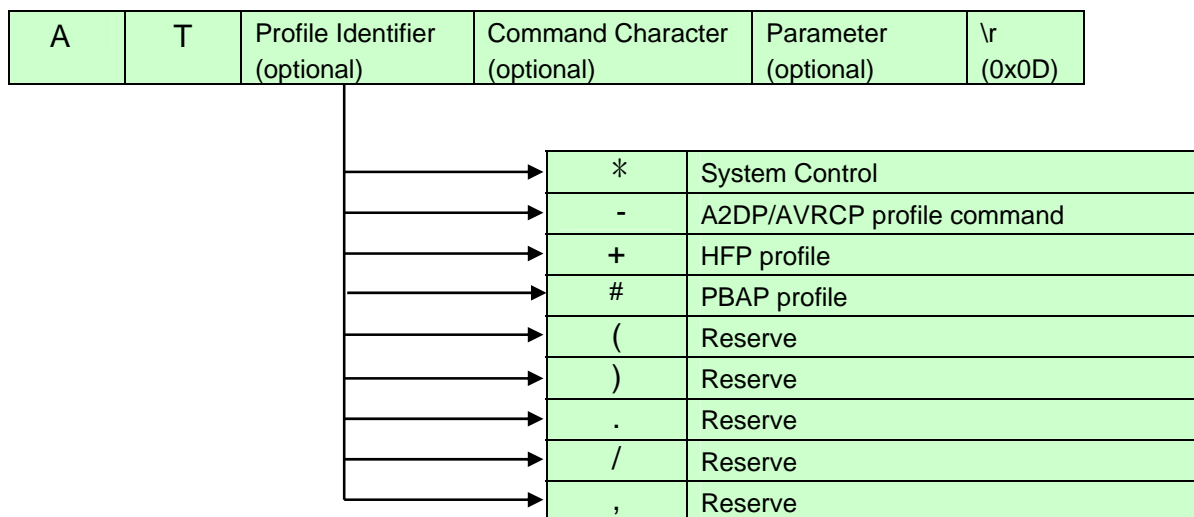 A T Profile Identifier Command Character Parameter \r
(optional) (optional) (optional) (0x0D)
* System Control
- A2DP/AVRCP profile command
+ HFP profile
# PBAP profile
( Reserve
) Reserve
. Reserve
/ Reserve
, Reserve